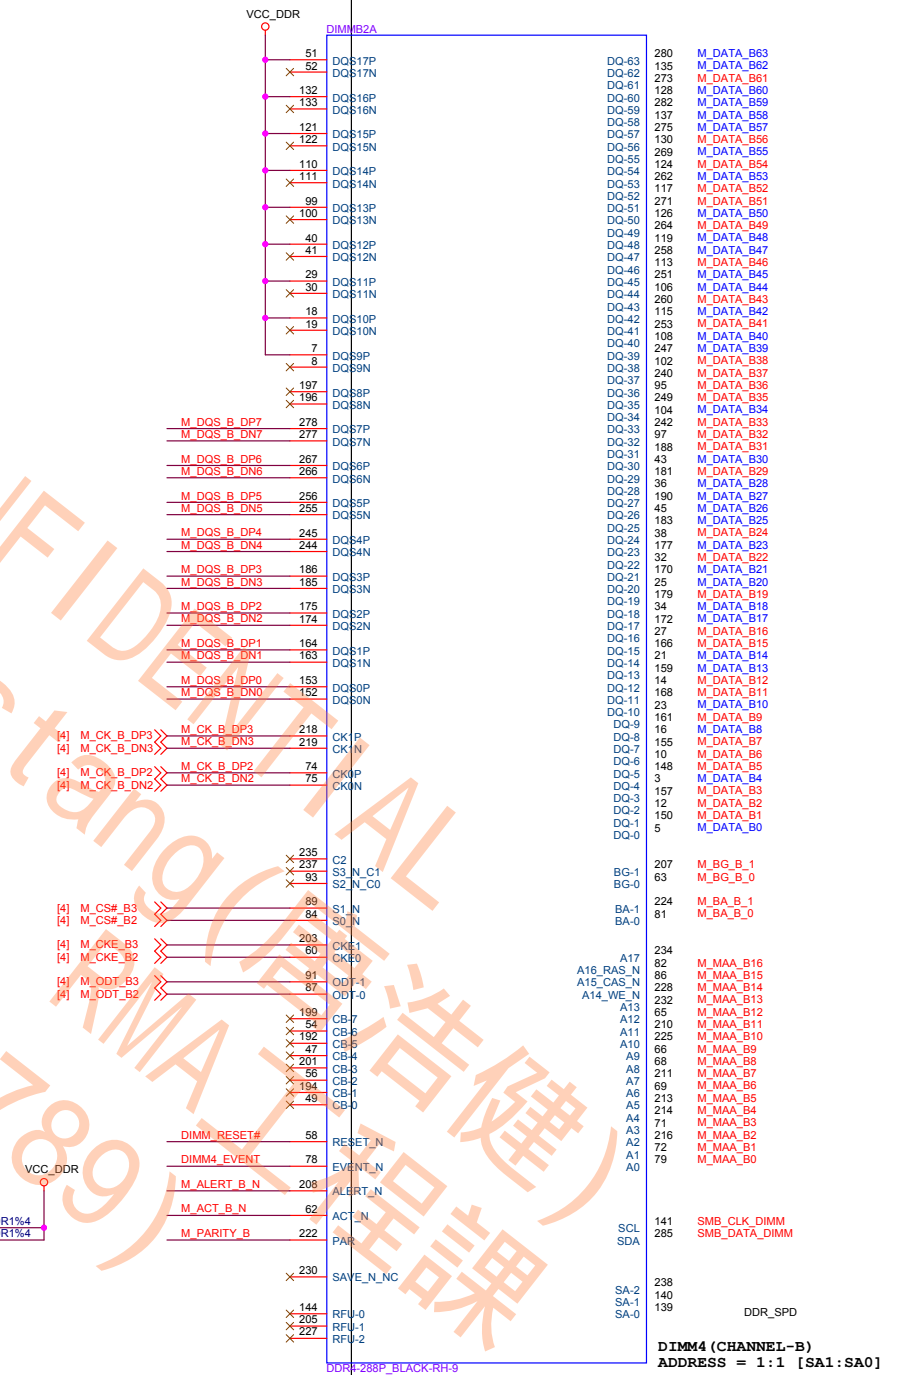 VCC_DDR
DIMMB2A
51 DQS17P
52 DQS17N
132 DQS16P
133 DQS16N
121 DQS15P
122 DQS15N
110 DQS14P
111 DQS14N
99 DQS13P
100 DQS13N
40 DQS12P
41 DQS12N
29 DQS11P
30 DQS11N
18 DQS10P
19 DQS10N
7 DQS9P
8 DQS9N
197 DQS8P
196 DQS8N
M_DQS_B_DP7 278 DQS7P
M_DQS_B_DN7 277 DQS7N
M_DQS_B_DP6 267 DQS6P
M_DQS_B_DN6 266 DQS6N
M_DQS_B_DP5 256 DQS5P
M_DQS_B_DN5 255 DQS5N
M_DQS_B_DP4 245 DQS4P
M_DQS_B_DN4 244 DQS4N
M_DQS_B_DP3 186 DQS3P
M_DQS_B_DN3 185 DQS3N
M_DQS_B_DP2 175 DQS2P
M_DQS_B_DN2 174 DQS2N
M_DQS_B_DP1 164 DQS1P
M_DQS_B_DN1 163 DQS1N
M_DQS_B_DP0 153 DQS0P
M_DQS_B_DN0 152 DQS0N
[4] M_CK_B_DP3 M_CK_B_DP3 218 CK1P
[4] M_CK_B_DN3 M_CK_B_DN3 219 CK1N
[4] M_CK_B_DP2 M_CK_B_DP2 74 CK0P
[4] M_CK_B_DN2 M_CK_B_DN2 75 CK0N
235 C2
237 S3_N_C1
93 S2_N_C0
[4] M_CS#_B3 89 S1_N
[4] M_CS#_B2 84 S0_N
[4] M_CKE_B3 203 CKE1
[4] M_CKE_B2 60 CKE0
[4] M_ODT_B3 91 ODT-1
[4] M_ODT_B2 87 ODT-0
199 CB-7
54 CB-6
192 CB-5
47 CB-4
201 CB-3
56 CB-2
194 CB-1
49 CB-0
DIMM_RESET# 58 RESET_N
DIMM4_EVENT 78 EVENT_N
M_ALERT_B_N 208 ALERT_N
M_ACT_B_N 62 ACT_N
M_PARITY_B 222 PAR
230 SAVE_N_NC
144 RFU-0
205 RFU-1
227 RFU-2
VCC_DDR
R1%4
R1%4
DQ-63 280 M_DATA_B63
DQ-62 135 M_DATA_B62
DQ-61 273 M_DATA_B61
DQ-60 128 M_DATA_B60
DQ-59 282 M_DATA_B59
DQ-58 137 M_DATA_B58
DQ-57 275 M_DATA_B57
DQ-56 130 M_DATA_B56
DQ-55 269 M_DATA_B55
DQ-54 124 M_DATA_B54
DQ-53 262 M_DATA_B53
DQ-52 117 M_DATA_B52
DQ-51 271 M_DATA_B51
DQ-50 126 M_DATA_B50
DQ-49 264 M_DATA_B49
DQ-48 119 M_DATA_B48
DQ-47 258 M_DATA_B47
DQ-46 113 M_DATA_B46
DQ-45 251 M_DATA_B45
DQ-44 106 M_DATA_B44
DQ-43 260 M_DATA_B43
DQ-42 115 M_DATA_B42
DQ-41 253 M_DATA_B41
DQ-40 108 M_DATA_B40
DQ-39 247 M_DATA_B39
DQ-38 102 M_DATA_B38
DQ-37 240 M_DATA_B37
DQ-36 95 M_DATA_B36
DQ-35 249 M_DATA_B35
DQ-34 104 M_DATA_B34
DQ-33 242 M_DATA_B33
DQ-32 97 M_DATA_B32
DQ-31 188 M_DATA_B31
DQ-30 43 M_DATA_B30
DQ-29 181 M_DATA_B29
DQ-28 36 M_DATA_B28
DQ-27 190 M_DATA_B27
DQ-26 45 M_DATA_B26
DQ-25 183 M_DATA_B25
DQ-24 38 M_DATA_B24
DQ-23 177 M_DATA_B23
DQ-22 32 M_DATA_B22
DQ-21 170 M_DATA_B21
DQ-20 25 M_DATA_B20
DQ-19 179 M_DATA_B19
DQ-18 34 M_DATA_B18
DQ-17 172 M_DATA_B17
DQ-16 27 M_DATA_B16
DQ-15 166 M_DATA_B15
DQ-14 21 M_DATA_B14
DQ-13 159 M_DATA_B13
DQ-12 14 M_DATA_B12
DQ-11 168 M_DATA_B11
DQ-10 23 M_DATA_B10
DQ-9 161 M_DATA_B9
DQ-8 16 M_DATA_B8
DQ-7 155 M_DATA_B7
DQ-6 10 M_DATA_B6
DQ-5 148 M_DATA_B5
DQ-4 3 M_DATA_B4
DQ-3 157 M_DATA_B3
DQ-2 12 M_DATA_B2
DQ-1 150 M_DATA_B1
DQ-0 5 M_DATA_B0
BG-1 207 M_BG_B_1
BG-0 63 M_BG_B_0
BA-1 224 M_BA_B_1
BA-0 81 M_BA_B_0
A17 234
A16_RAS_N 82 M_MAA_B16
A15_CAS_N 86 M_MAA_B15
A14_WE_N 228 M_MAA_B14
A13 232 M_MAA_B13
A12 65 M_MAA_B12
A11 210 M_MAA_B11
A10 225 M_MAA_B10
A9 66 M_MAA_B9
A8 68 M_MAA_B8
A7 211 M_MAA_B7
A6 69 M_MAA_B6
A5 213 M_MAA_B5
A4 214 M_MAA_B4
A3 71 M_MAA_B3
A2 216 M_MAA_B2
A1 72 M_MAA_B1
A0 79 M_MAA_B0
SCL 141 SMB_CLK_DIMM
SDA 285 SMB_DATA_DIMM
SA-2 238
SA-1 140
SA-0 139
DDR_SPD
DDR4-288P_BLACK-RH-9
DIMM4(CHANNEL-B)
ADDRESS = 1:1 [SA1:SA0]
NFIDENTIAL
stang(唐浩健)
RMA工程課
789)